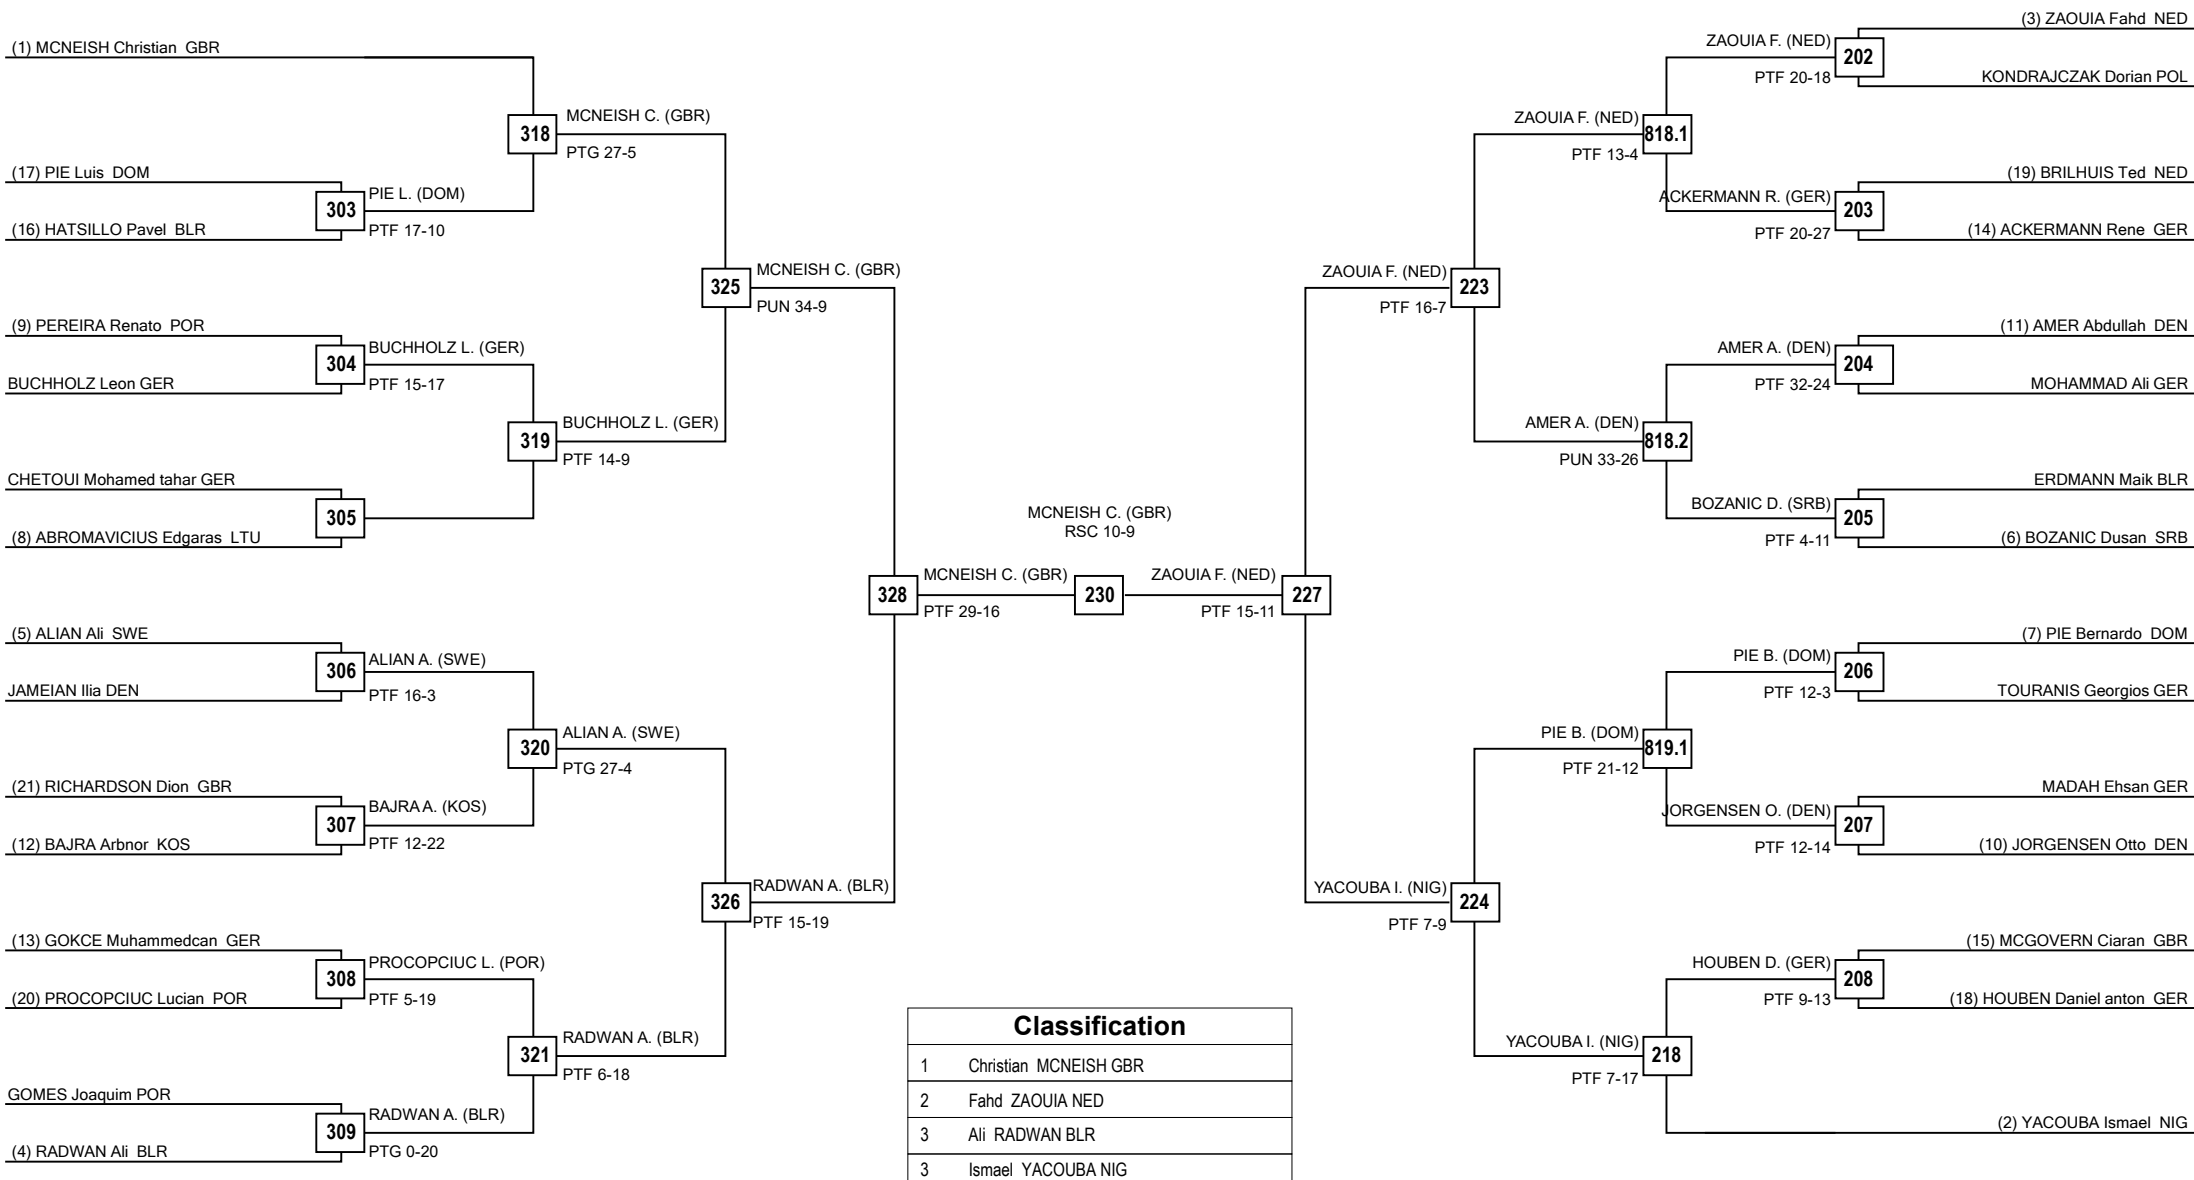 (1) MCNEISH Christian GBR
(17) PIE Luis DOM
(16) HATSILLO Pavel BLR
(9) PEREIRA Renato POR
BUCHHOLZ Leon GER
CHETOUI Mohamed tahar GER
(8) ABROMAVICIUS Edgaras LTU
(5) ALIAN Ali SWE
JAMEIAN Ilia DEN
(21) RICHARDSON Dion GBR
(12) BAJRA Arbnor KOS
(13) GOKCE Muhammedcan GER
(20) PROCOPCIUC Lucian POR
GOMES Joaquim POR
(4) RADWAN Ali BLR
303
PIE L. (DOM)
PTF 17-10
304
BUCHHOLZ L. (GER)
PTF 15-17
305
306
ALIAN A. (SWE)
PTF 16-3
307
BAJRA A. (KOS)
PTF 12-22
308
PROCOPCIUC L. (POR)
PTF 5-19
309
RADWAN A. (BLR)
PTG 0-20
318
MCNEISH C. (GBR)
PTG 27-5
319
BUCHHOLZ L. (GER)
PTF 14-9
320
ALIAN A. (SWE)
PTG 27-4
321
RADWAN A. (BLR)
PTF 6-18
325
MCNEISH C. (GBR)
PUN 34-9
326
RADWAN A. (BLR)
PTF 15-19
328
MCNEISH C. (GBR)
PTF 29-16
MCNEISH C. (GBR)
RSC 10-9
230
ZAOUIA F. (NED)
PTF 15-11
227
ZAOUIA F. (NED)
PTF 16-7
223
YACOUBA I. (NIG)
PTF 7-9
224
ZAOUIA F. (NED)
PTF 13-4
818.1
AMER A. (DEN)
PUN 33-26
818.2
PIE B. (DOM)
PTF 21-12
819.1
YACOUBA I. (NIG)
PTF 7-17
218
ZAOUIA F. (NED)
PTF 20-18
202
ACKERMANN R. (GER)
PTF 20-27
203
AMER A. (DEN)
PTF 32-24
204
BOZANIC D. (SRB)
PTF 4-11
205
PIE B. (DOM)
PTF 12-3
206
JORGENSEN O. (DEN)
PTF 12-14
207
HOUBEN D. (GER)
PTF 9-13
208
(3) ZAOUIA Fahd NED
KONDRAJCZAK Dorian POL
(19) BRILHUIS Ted NED
(14) ACKERMANN Rene GER
(11) AMER Abdullah DEN
MOHAMMAD Ali GER
ERDMANN Maik BLR
(6) BOZANIC Dusan SRB
(7) PIE Bernardo DOM
TOURANIS Georgios GER
MADAH Ehsan GER
(10) JORGENSEN Otto DEN
(15) MCGOVERN Ciaran GBR
(18) HOUBEN Daniel anton GER
(2) YACOUBA Ismael NIG
Classification
1 Christian MCNEISH GBR
2 Fahd ZAOUIA NED
3 Ali RADWAN BLR
3 Ismael YACOUBA NIG